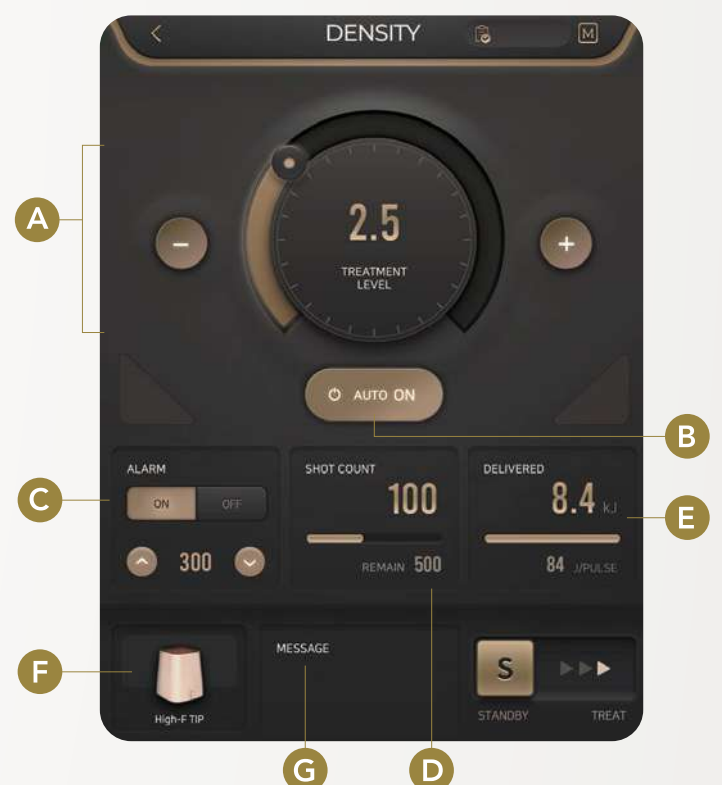 DENSITY
M
A
2.5
TREATMENT
LEVEL
AUTO ON
B
ALARM
ON OFF
300
C
SHOT COUNT
100
REMAIN 500
DELIVERED
8.4 kJ
84 J/PULSE
E
F
High-F TIP
MESSAGE
S
STANDBY TREAT
G
D